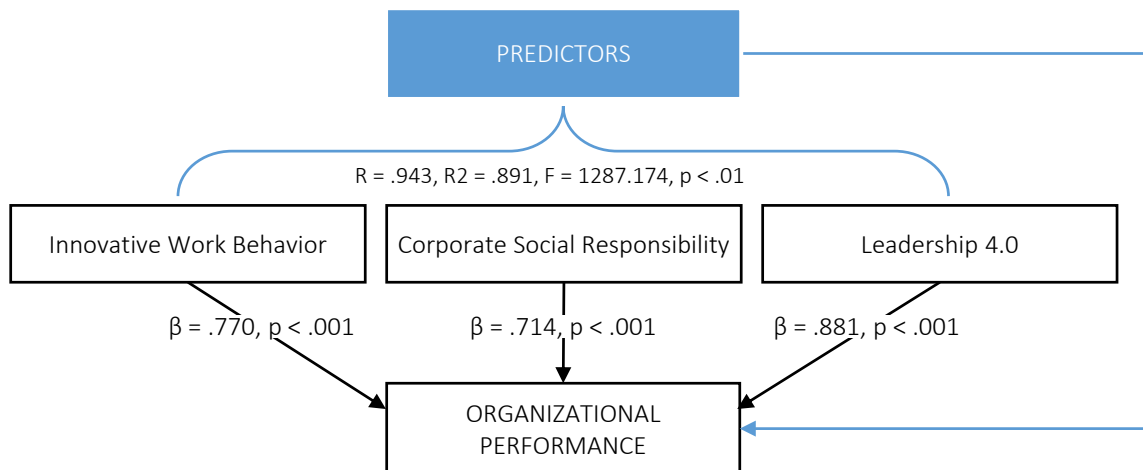 PREDICTORS
R = .943, R2 = .891, F = 1287.174, p < .01
Innovative Work Behavior
Corporate Social Responsibility
Leadership 4.0
β = .770, p < .001
β = .714, p < .001
β = .881, p < .001
ORGANIZATIONAL
PERFORMANCE